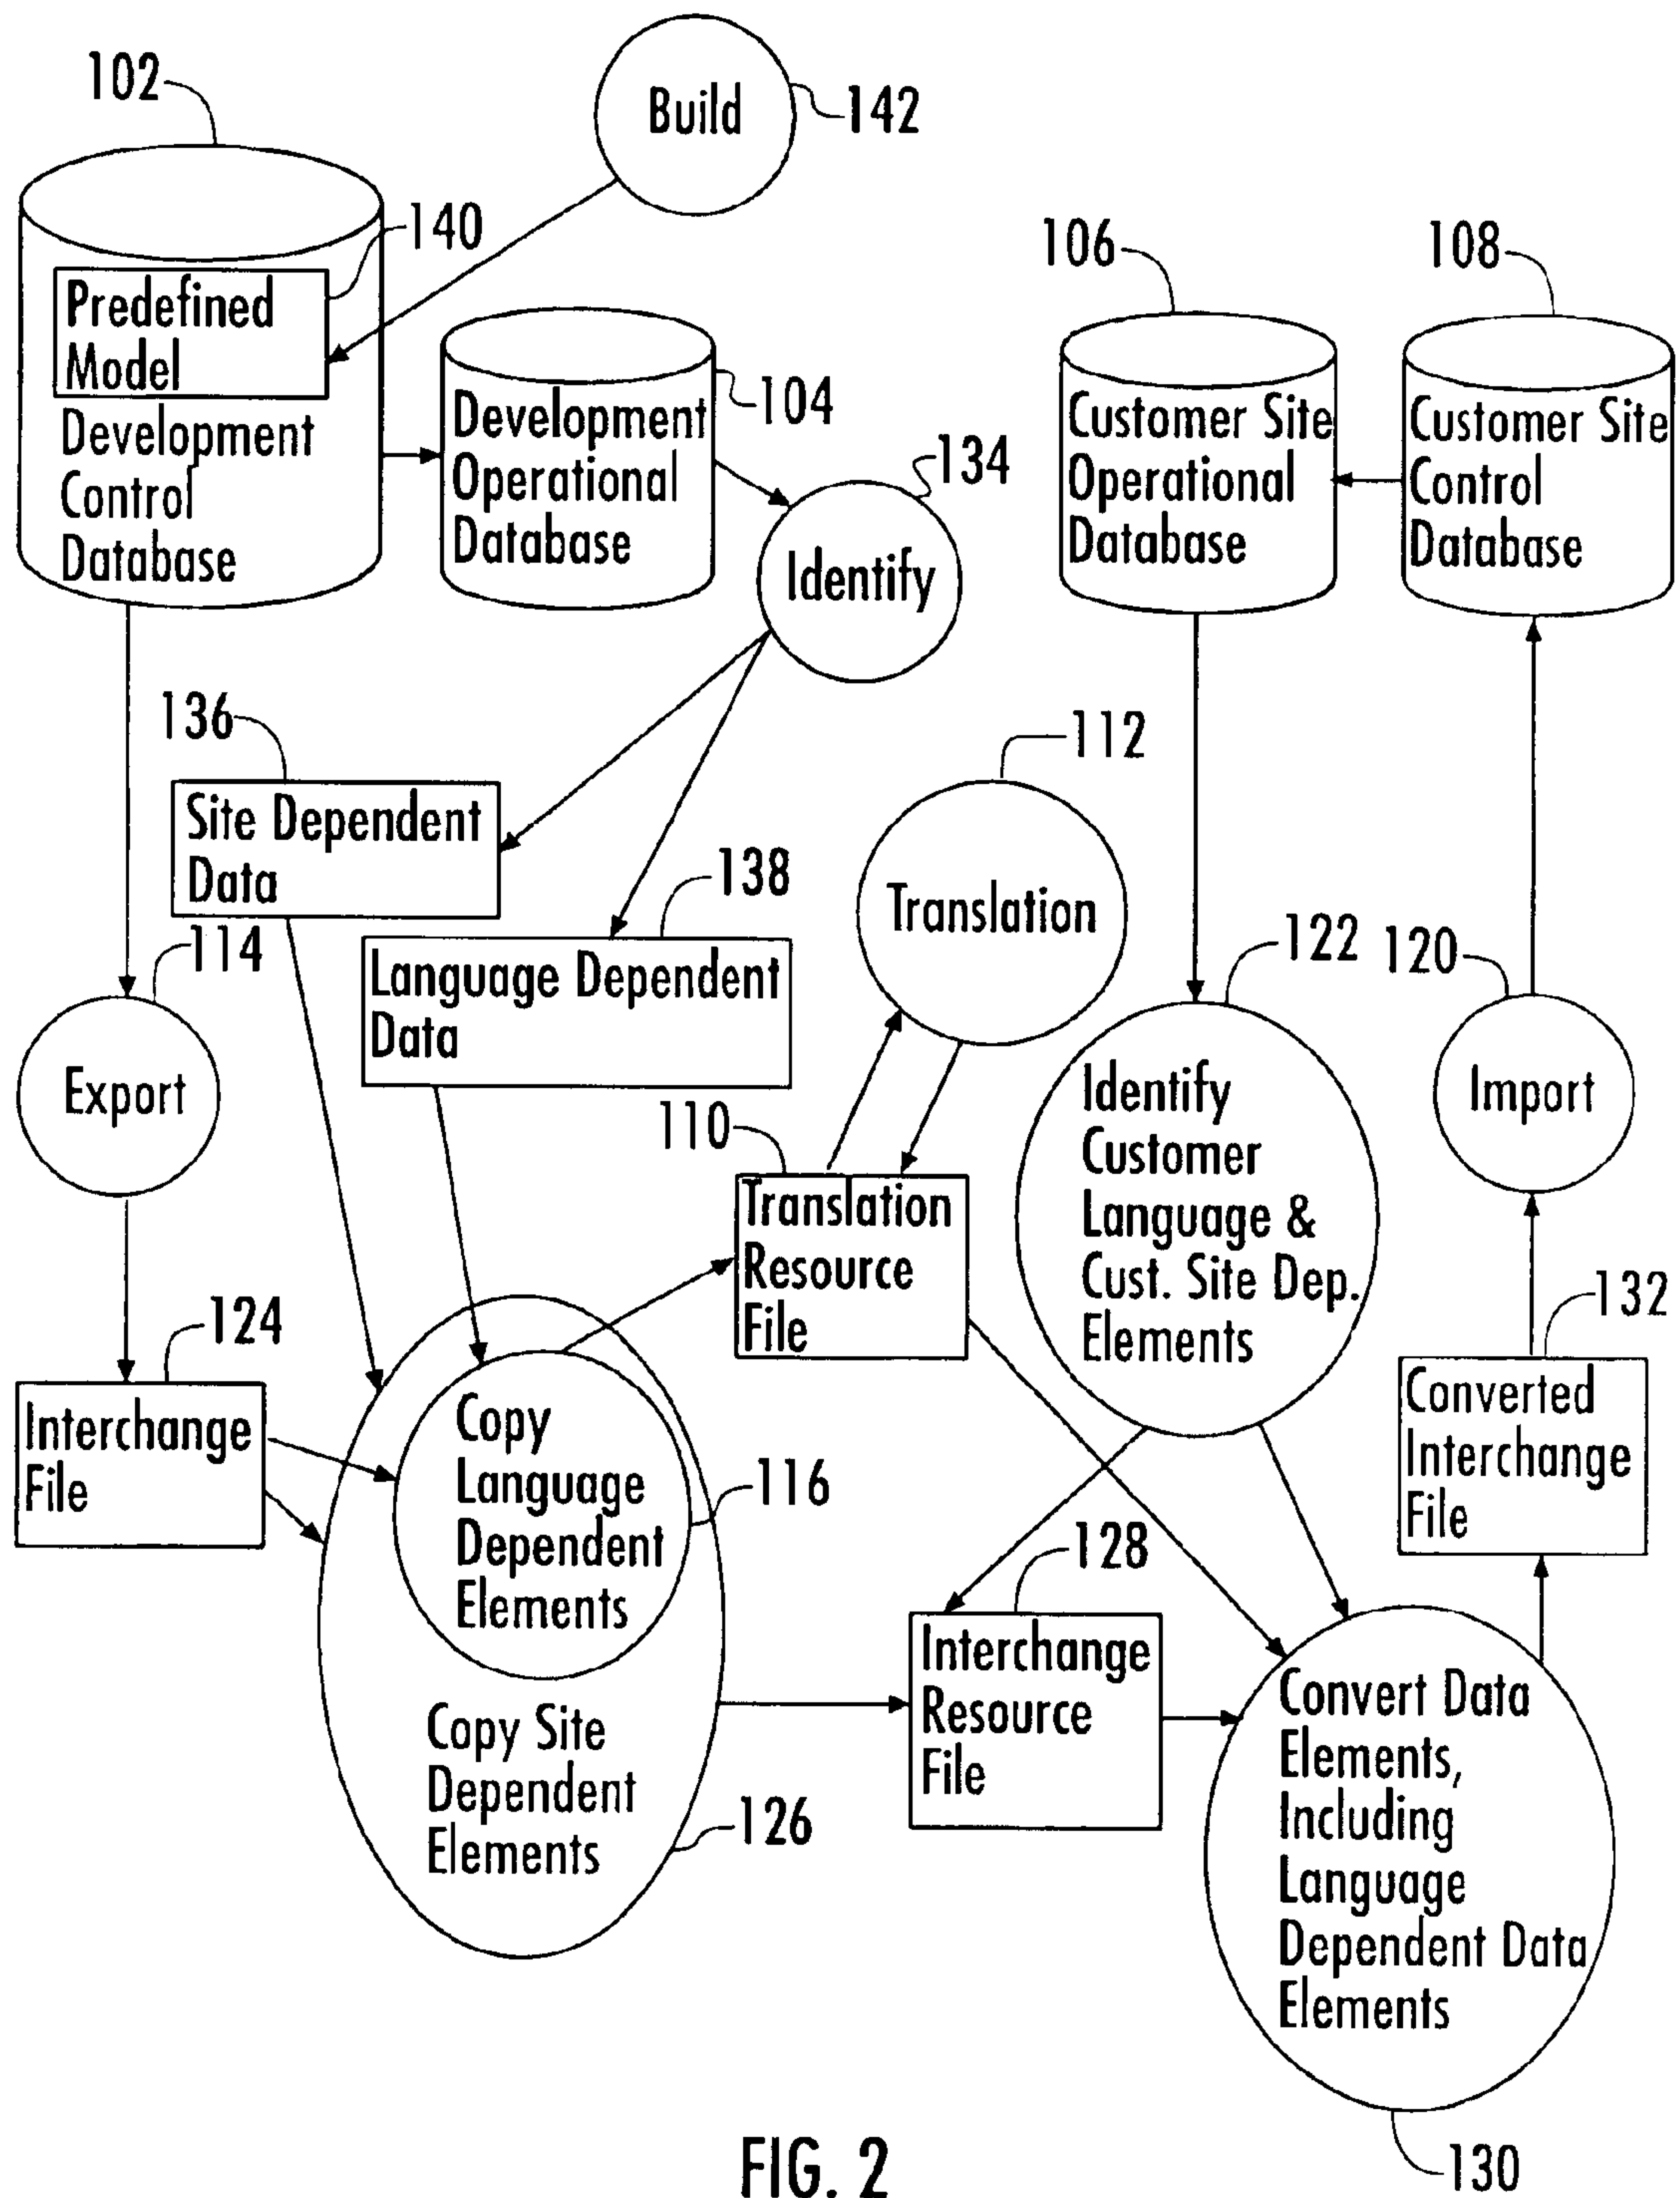 102
Build
142
140
Predefined
Model
Development
Control
Database
106
108
Development
Operational
Database
104
Customer Site
Operational
Database
Customer Site
Control
Database
134
Identify
136
Site Dependent
Data
112
Translation
138
Language Dependent
Data
114
Export
122
120
Identify
Customer
Language &
Cust. Site Dep.
Elements
Import
110
Translation
Resource
File
124
Interchange
File
132
Converted
Interchange
File
Copy
Language
Dependent
Elements
116
128
Interchange
Resource
File
Copy Site
Dependent
Elements
126
Convert Data
Elements,
Including
Language
Dependent Data
Elements
130
FIG. 2